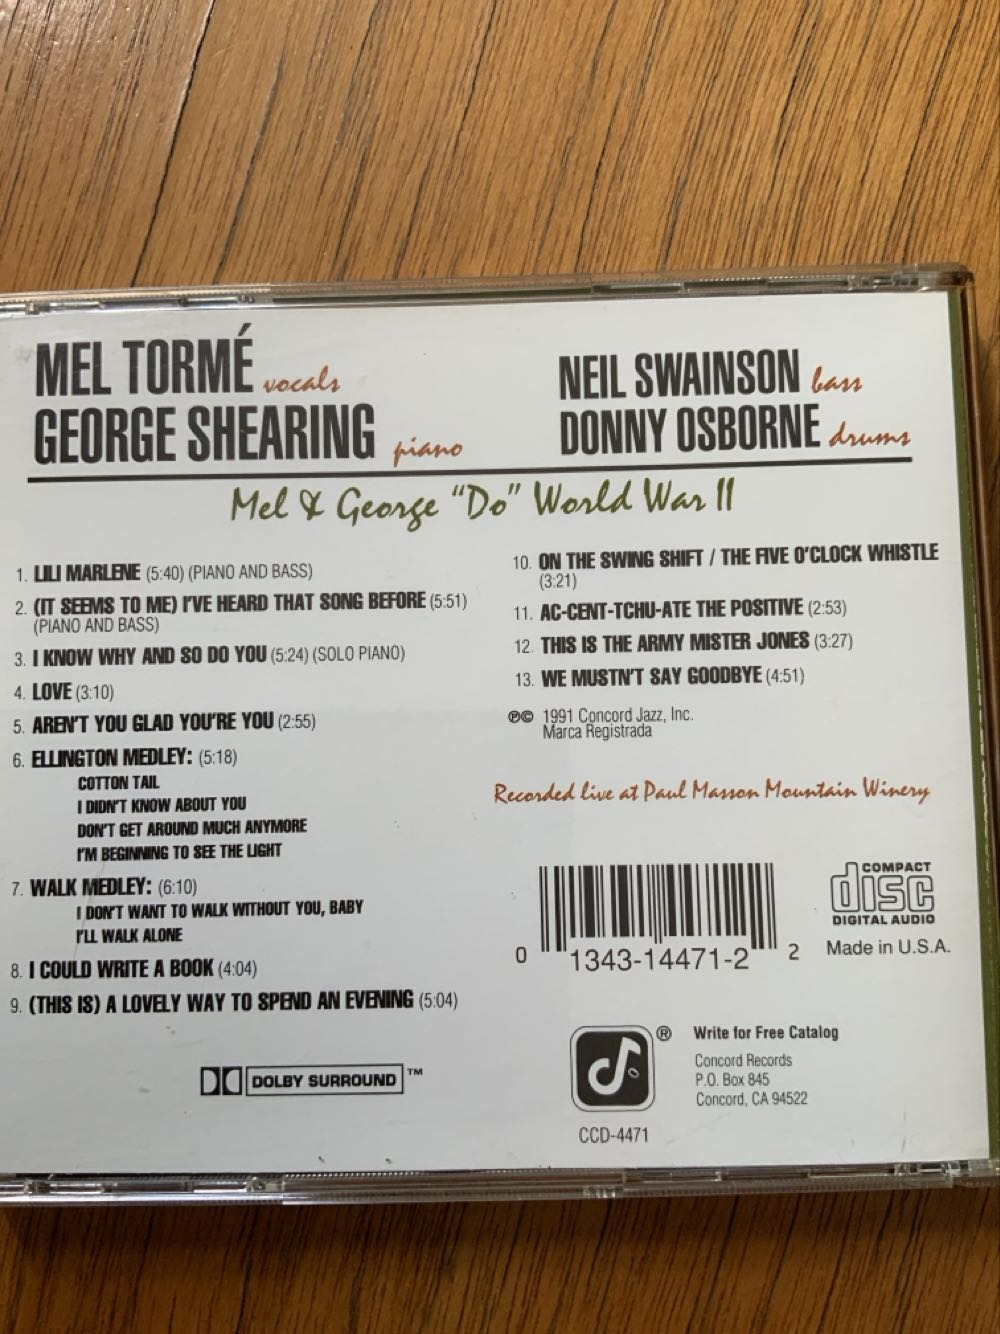 MEL TORMÉ vocals
GEORGE SHEARING piano
NEIL SWAINSON bass
DONNY OSBORNE drums
Mel & George "Do" World War II
1. LILI MARLENE (5:40) (PIANO AND BASS)
2. (IT SEEMS TO ME) I'VE HEARD THAT SONG BEFORE (5:51)
(PIANO AND BASS)
3. I KNOW WHY AND SO DO YOU (5:24) (SOLO PIANO)
4. LOVE (3:10)
5. AREN'T YOU GLAD YOU'RE YOU (2:55)
6. ELLINGTON MEDLEY: (5:18)
COTTON TAIL
I DIDN'T KNOW ABOUT YOU
DON'T GET AROUND MUCH ANYMORE
I'M BEGINNING TO SEE THE LIGHT
7. WALK MEDLEY: (6:10)
I DON'T WANT TO WALK WITHOUT YOU, BABY
I'LL WALK ALONE
8. I COULD WRITE A BOOK (4:04)
9. (THIS IS) A LOVELY WAY TO SPEND AN EVENING (5:04)
10. ON THE SWING SHIFT / THE FIVE O'CLOCK WHISTLE
(3:21)
11. AC-CENT-TCHU-ATE THE POSITIVE (2:53)
12. THIS IS THE ARMY MISTER JONES (3:27)
13. WE MUSTN'T SAY GOODBYE (4:51)
℗© 1991 Concord Jazz, Inc.
Marca Registrada
Recorded live at Paul Masson Mountain Winery
0 1343-14471-2 2
COMPACT
disc
DIGITAL AUDIO
Made in U.S.A.
DOLBY SURROUND ™
®
Write for Free Catalog
Concord Records
P.O. Box 845
Concord, CA 94522
CCD-4471